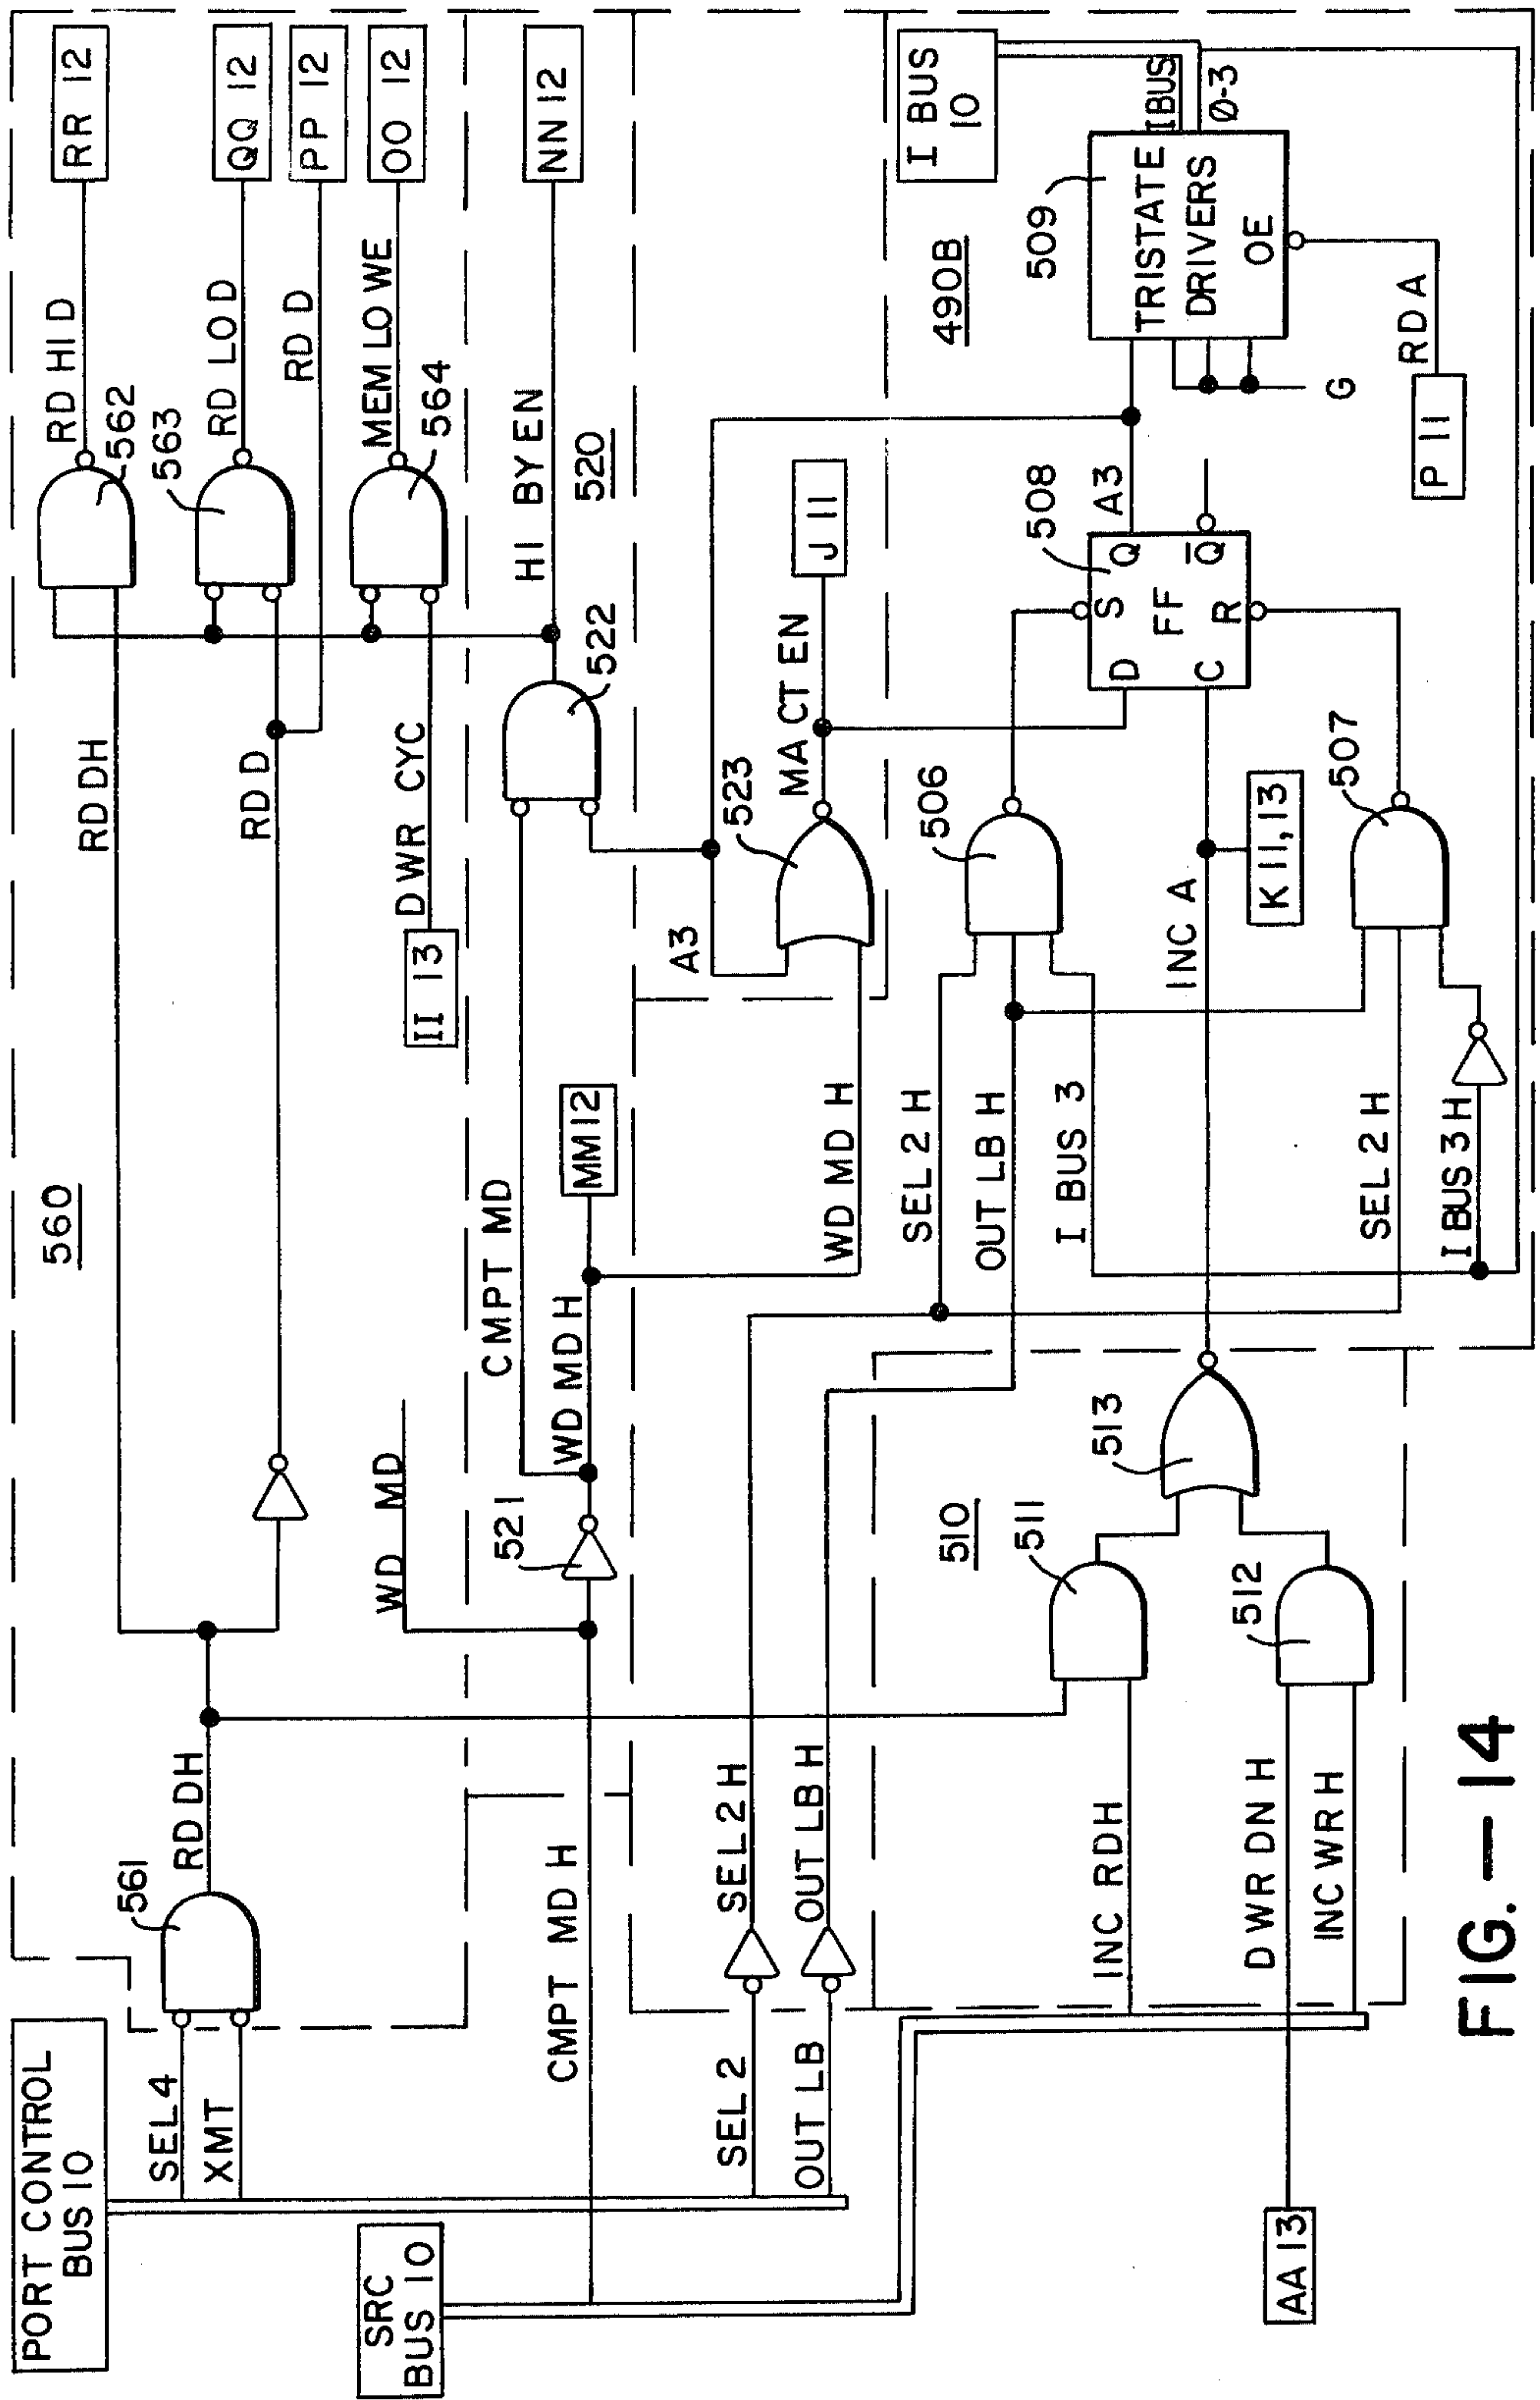 PORT CONTROL
BUS 10
SEL 4
XMT
561
RD DH
560
RD DH
RD HI D
562
RR 12
563
RD LO D
QQ 12
RD D
RD D
PP 12
MEM LO WE
564
OO 12
D WR CYC
II 13
SRC
BUS 10
CMPT MD H
WD MD
521
WD MD H
CMPT MD
MM12
522
HI BY EN
520
NN 12
A3
523
MA CT EN
J 11
WD MD H
SEL 2
OUT LB
SEL 2 H
OUT LB H
SEL 2 H
OUT LB H
I BUS 3
506
490B
I BUS
10
510
511
513
INC RDH
512
D WR DN H
INC WR H
AA 13
INC A
K 11,13
SEL 2 H
I BUS 3 H
507
508
D
S
Q
FF
C
R
Q̅
A3
509
TRISTATE
DRIVERS
OE
I BUS
Ø-3
G
RD A
P 11
FIG. — 14